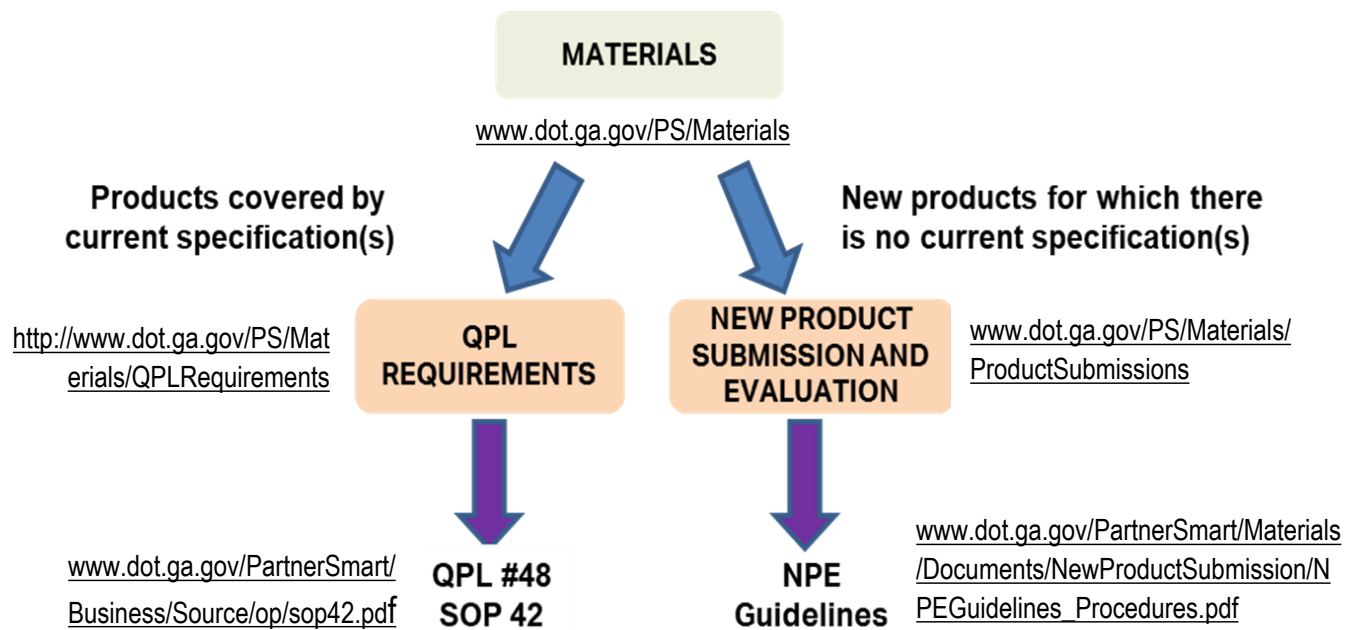 MATERIALS
www.dot.ga.gov/PS/Materials
Products covered by
current specification(s)
New products for which there
is no current specification(s)
http://www.dot.ga.gov/PS/Mat
erials/QPLRequirements
QPL
REQUIREMENTS
NEW PRODUCT
SUBMISSION AND
EVALUATION
www.dot.ga.gov/PS/Materials/
ProductSubmissions
www.dot.ga.gov/PartnerSmart/
Business/Source/op/sop42.pdf
QPL #48
SOP 42
NPE
Guidelines
www.dot.ga.gov/PartnerSmart/Materials
/Documents/NewProductSubmission/N
PEGuidelines_Procedures.pdf